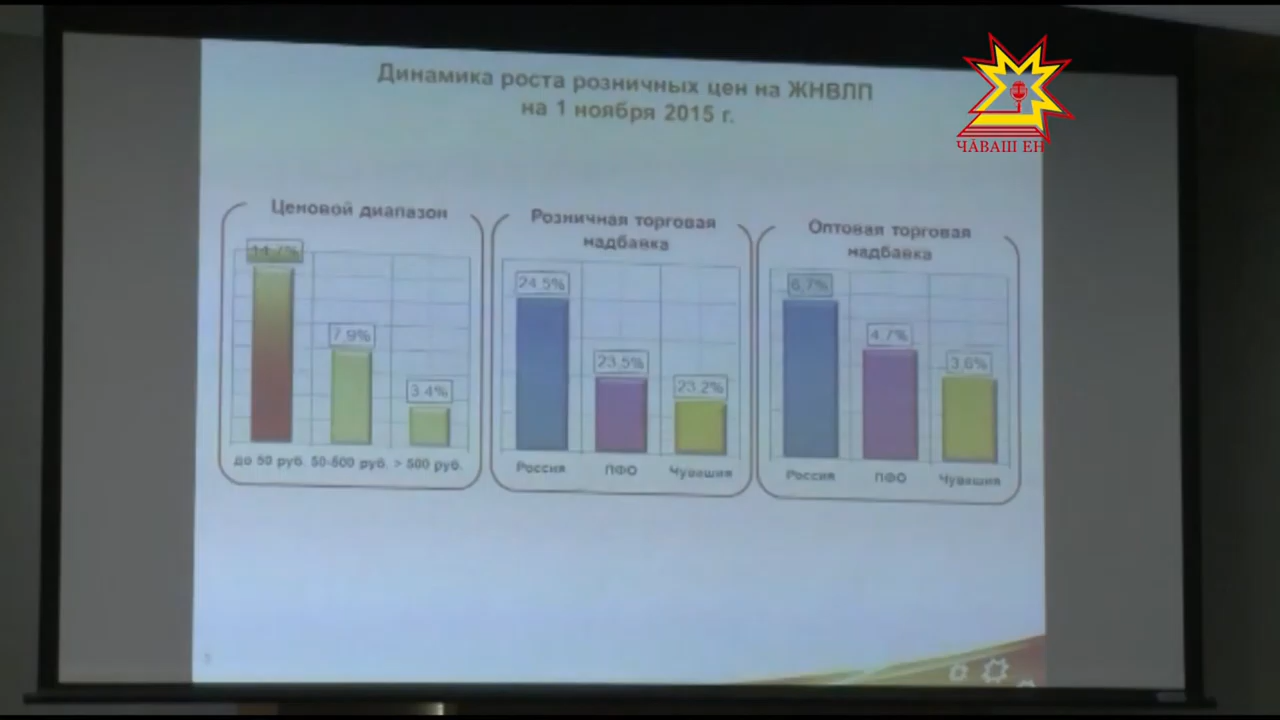 Динамика роста розничных цен на ЖНВЛП
на 1 ноября 2015 г.
ЧӐВАШ ЕН
Ценовой диапазон
14.7%
7.9%
3.4%
до 50 руб. 50-500 руб. > 500 руб.
Розничная торговая
надбавка
24.5%
23.5%
23.2%
Россия ПФО Чувашия
Оптовая торговая
надбавка
6.7%
4.7%
3.6%
Россия ПФО Чувашия